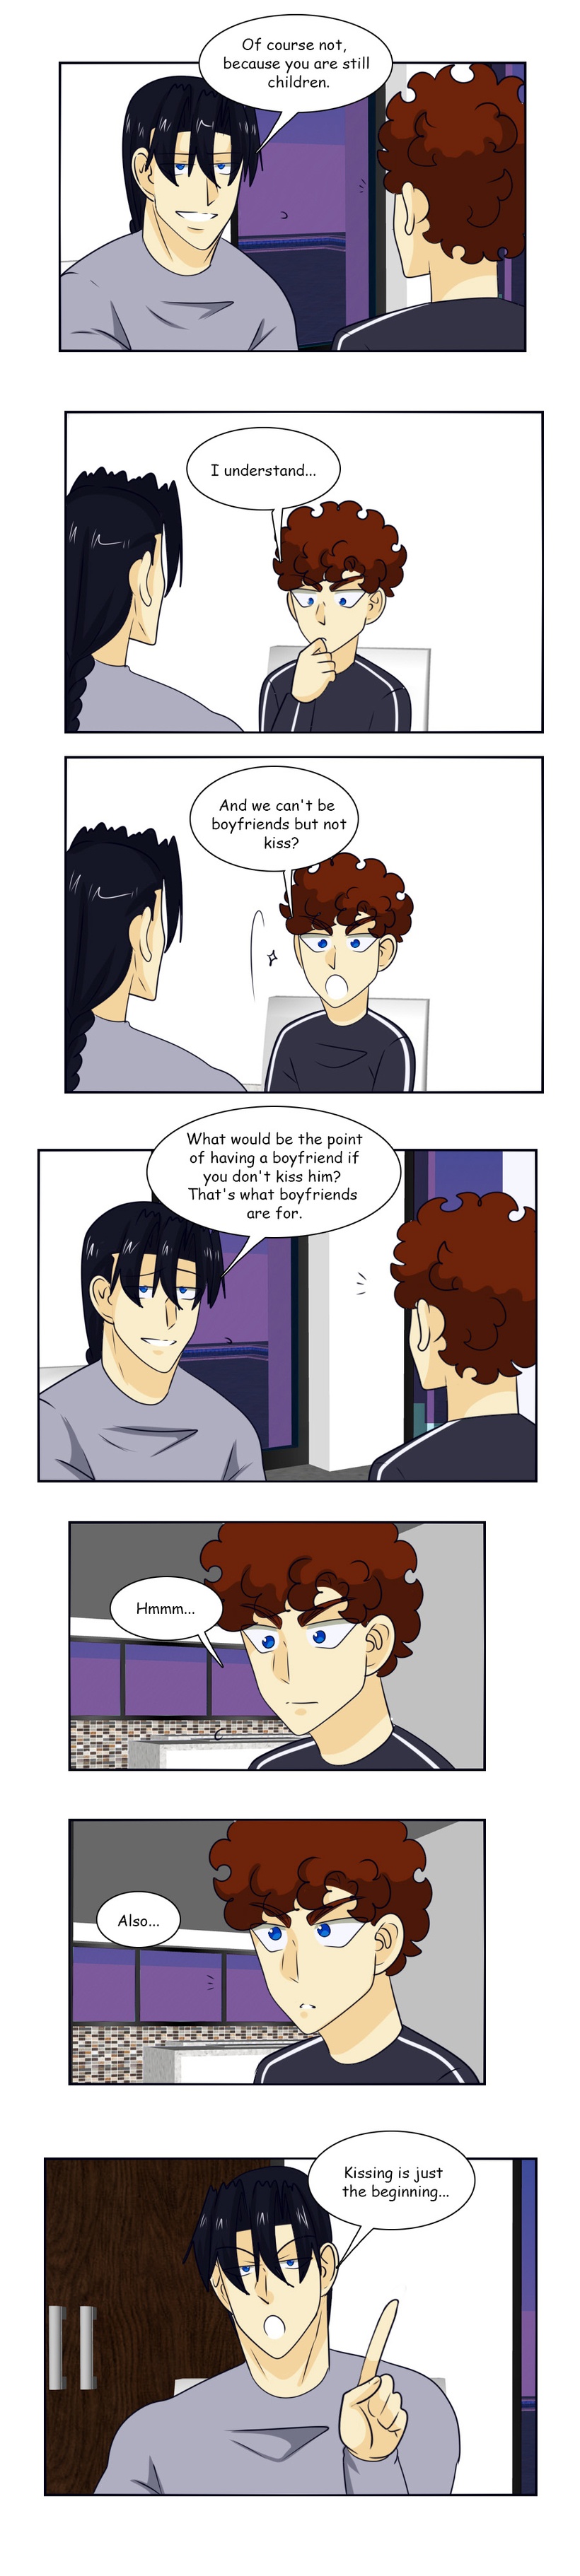 Of course not,
because you are still
children.
I understand...
And we can't be
boyfriends but not
kiss?
What would be the point
of having a boyfriend if
you don't kiss him?
That's what boyfriends
are for.
Hmmm...
Also...
Kissing is just
the beginning...